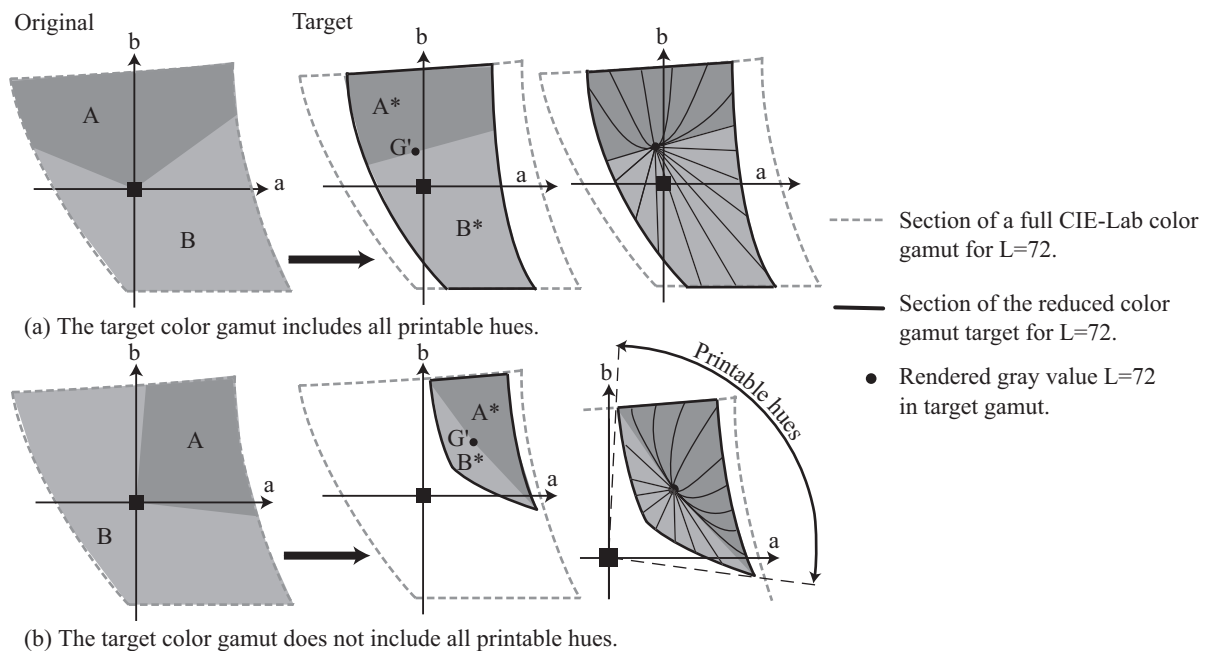 Original
Target
b
A
a
B
b
A*
G'
a
B*
b
a
Section of a full CIE-Lab color
gamut for L=72.
Section of the reduced color
gamut target for L=72.
Rendered gray value L=72
in target gamut.
(a) The target color gamut includes all printable hues.
b
A
a
B
b
A*
G'
B*
a
b
Printable hues
a
(b) The target color gamut does not include all printable hues.